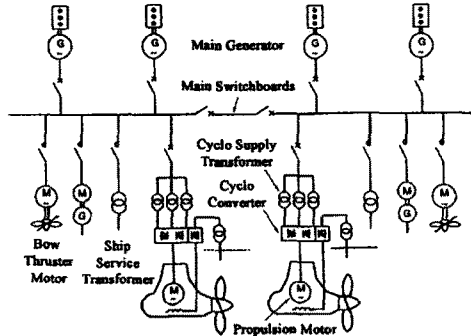 G
~
G
~
Main Generator
G
~
G
~
Main Switchboards
Cyclo Supply
Transformer
Cyclo
Converter
M
~
M
~
G
M
~
G
M
~
Bow
Thruster
Motor
Ship
Service
Transformer
M
~
M
~
Propulsion Motor